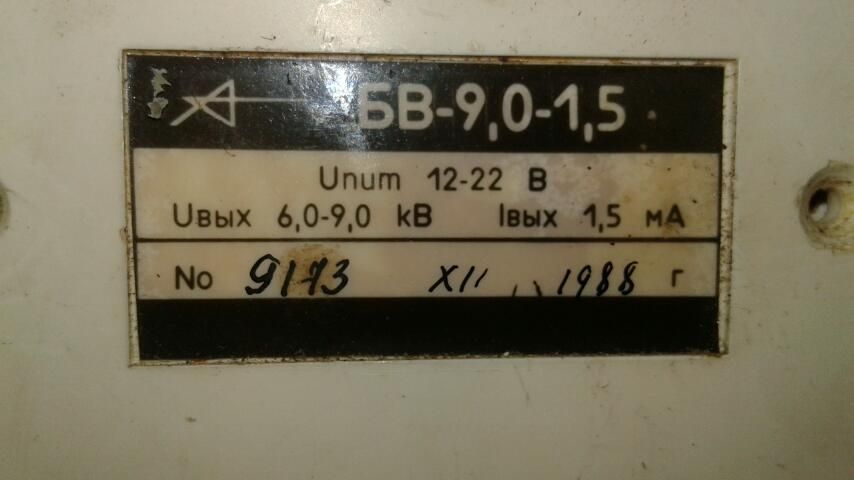 БВ-9,0-1,5
Uпит 12-22 В
Uвых 6,0-9,0 kВ Iвых 1,5 мА
No 9173 XII 1988 г